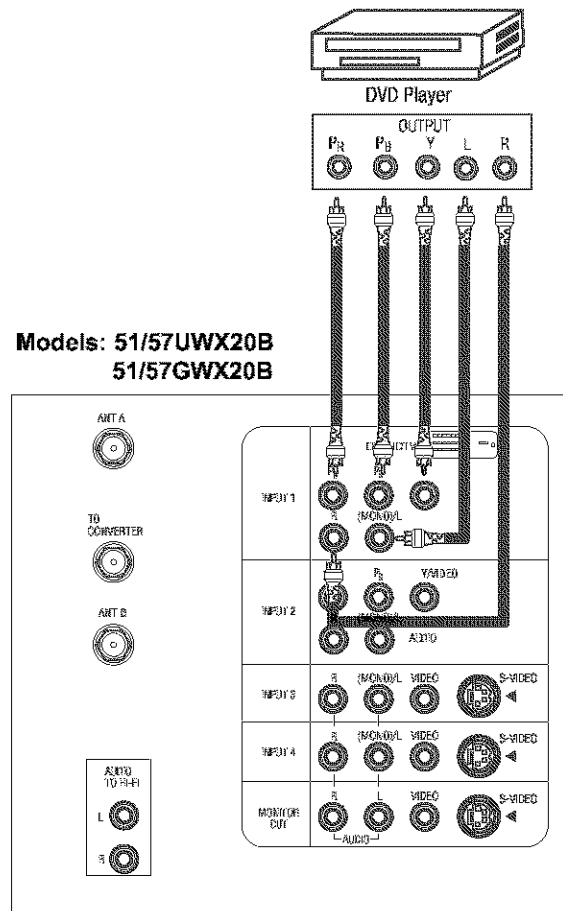 DVD Player
OUTPUT
PR PB Y L R
Models: 51/57UWX20B
51/57GWX20B
ANT A
TO
CONVERTER
ANT B
AUDIO
TO HI-FI
L
R
INPUT 1
R (MONO)/L
INPUT 2
PB Y/VIDEO
(MONO)/L AUDIO
INPUT 3
R (MONO)/L VIDEO S-VIDEO
INPUT 4
R (MONO)/L VIDEO S-VIDEO
MONITOR
OUT
R L VIDEO S-VIDEO
AUDIO